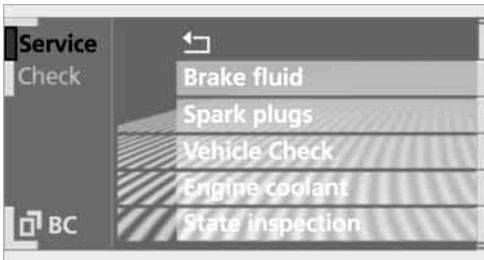 Service
Check
BC
Brake fluid
Spark plugs
Vehicle Check
Engine coolant
State inspection